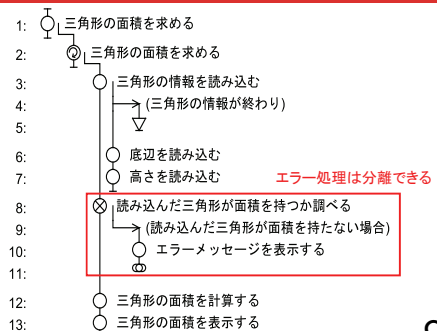 1: 三角形の面積を求める
2: 三角形の面積を求める
3: 三角形の情報を読み込む
4: (三角形の情報が終わり)
5:
6: 底辺を読み込む
7: 高さを読み込む
エラー処理は分離できる
8: 読み込んだ三角形が面積を持つか調べる
9: (読み込んだ三角形が面積を持たない場合)
10: エラーメッセージを表示する
11:
12: 三角形の面積を計算する
13: 三角形の面積を表示する